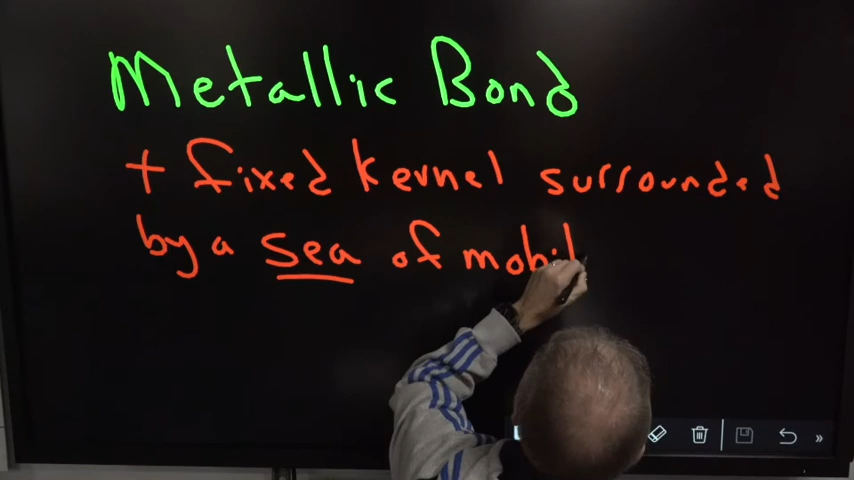 Metallic Bond
+ fixed kernel surrounded
by a sea of mobil